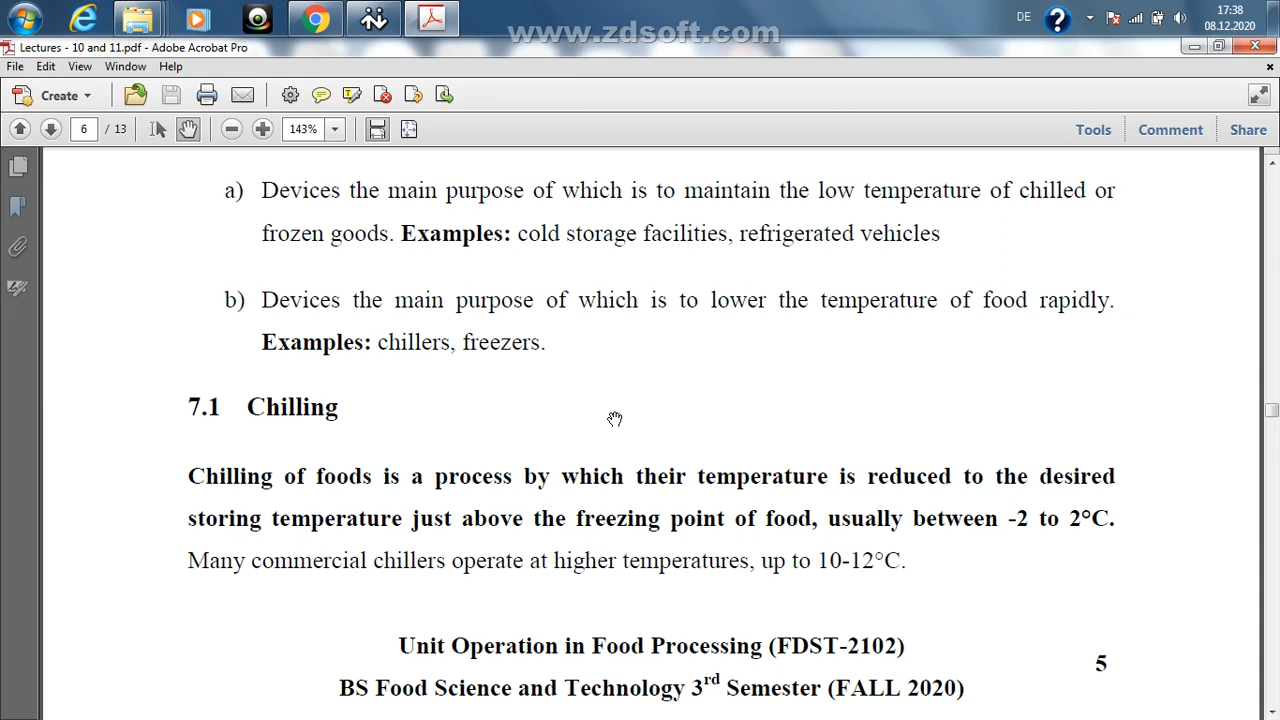 DE
17:38
08.12.2020
www.zdsoft.com
Lectures - 10 and 11.pdf - Adobe Acrobat Pro
File Edit View Window Help
Create
6 / 13
143%
Tools Comment Share
a) Devices the main purpose of which is to maintain the low temperature of chilled or
frozen goods. Examples: cold storage facilities, refrigerated vehicles
b) Devices the main purpose of which is to lower the temperature of food rapidly.
Examples: chillers, freezers.
7.1 Chilling
Chilling of foods is a process by which their temperature is reduced to the desired
storing temperature just above the freezing point of food, usually between -2 to 2°C.
Many commercial chillers operate at higher temperatures, up to 10-12°C.
Unit Operation in Food Processing (FDST-2102)
5
BS Food Science and Technology 3rd Semester (FALL 2020)